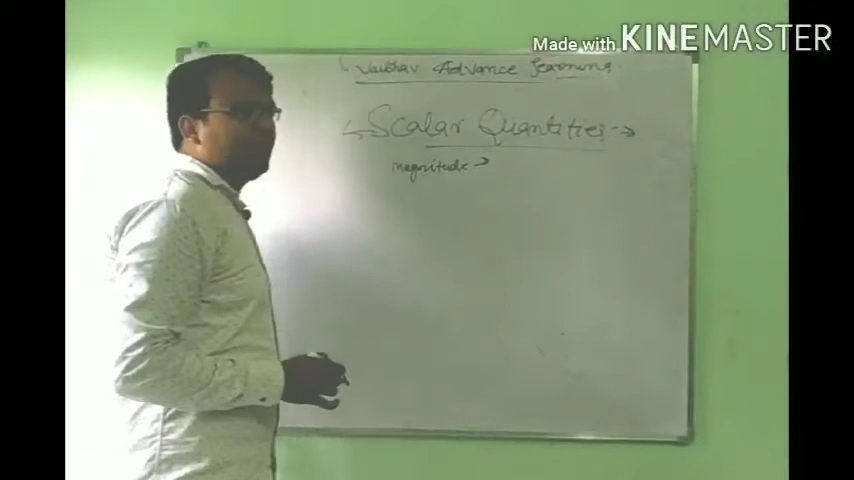 Made with KINEMASTER
Vaibhav Advance Learning.
Scalar Quantities →
magnitude →